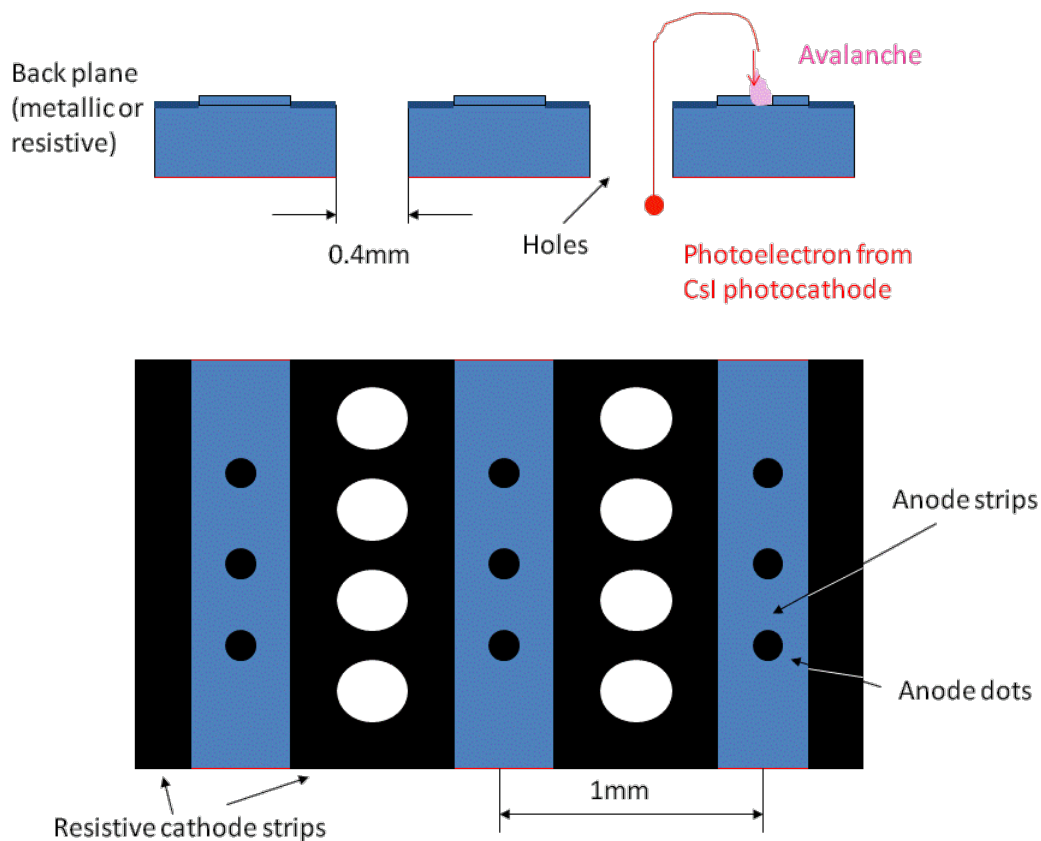 Back plane
(metallic or
resistive)
Avalanche
0.4mm
Holes
Photoelectron from
CsI photocathode
Anode strips
Anode dots
1mm
Resistive cathode strips